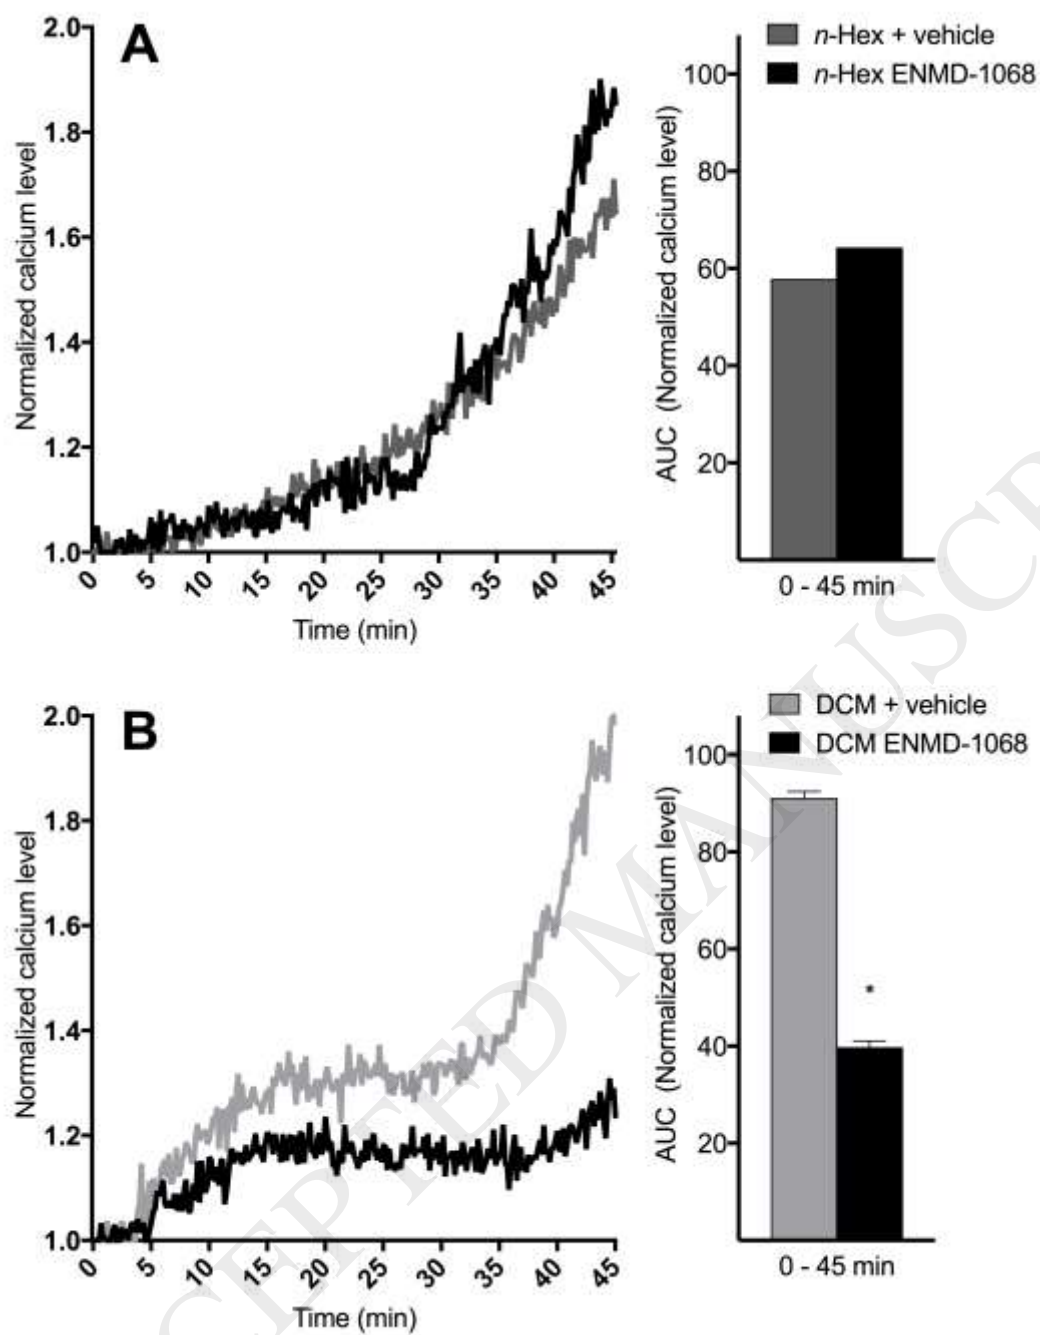 A
2.0
1.8
1.6
1.4
1.2
1.0
Normalized calcium level
0 5 10 15 20 25 30 35 40 45
Time (min)
n-Hex + vehicle
n-Hex ENMD-1068
100
80
60
40
20
AUC (Normalized calcium level)
0 - 45 min
B
2.0
1.8
1.6
1.4
1.2
1.0
Normalized calcium level
0 5 10 15 20 25 30 35 40 45
Time (min)
DCM + vehicle
DCM ENMD-1068
100
80
60
40
20
AUC (Normalized calcium level)
*
0 - 45 min
CEPTED MANUSCR